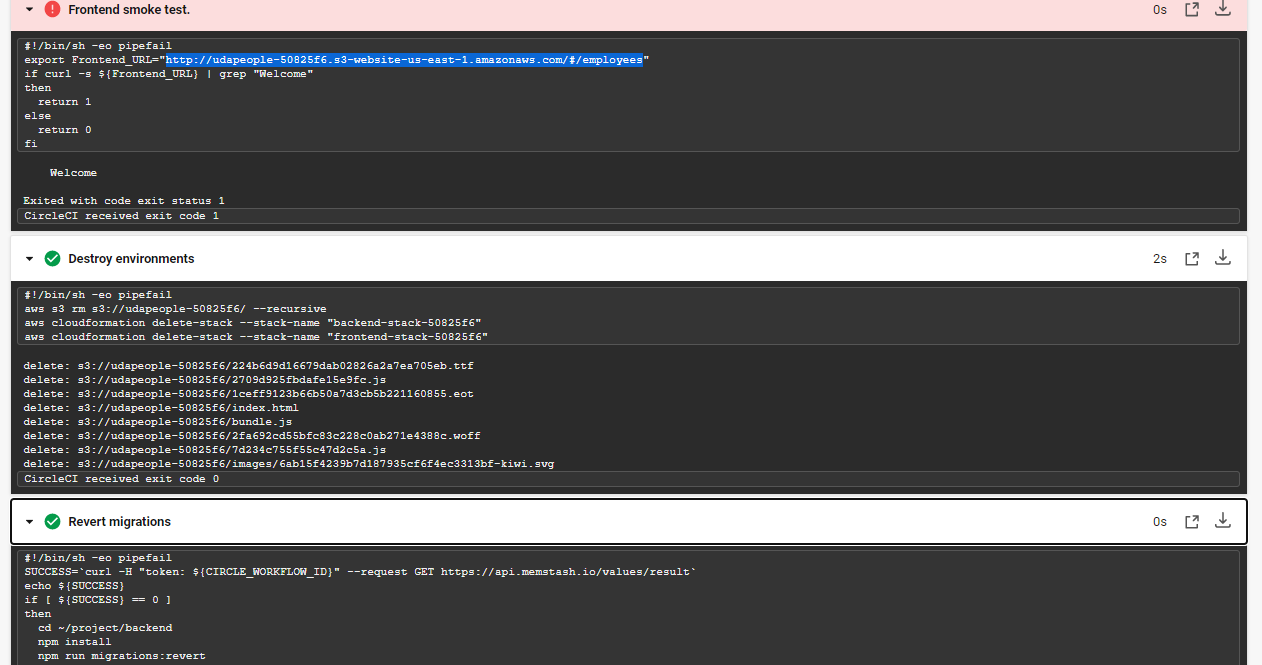 Frontend smoke test.
0s
#!/bin/sh -eo pipefail
export Frontend_URL="http://udapeople-50825f6.s3-website-us-east-1.amazonaws.com/#/employees"
if curl -s ${Frontend_URL} | grep "Welcome"
then
  return 1
else
  return 0
fi
Welcome
Exited with code exit status 1
CircleCI received exit code 1
Destroy environments
2s
#!/bin/sh -eo pipefail
aws s3 rm s3://udapeople-50825f6/ --recursive
aws cloudformation delete-stack --stack-name "backend-stack-50825f6"
aws cloudformation delete-stack --stack-name "frontend-stack-50825f6"
delete: s3://udapeople-50825f6/224b6d9d16679dab02826a2a7ea705eb.ttf
delete: s3://udapeople-50825f6/2709d925fbdafe15e9fc.js
delete: s3://udapeople-50825f6/1ceff9123b66b50a7d3cb5b221160855.eot
delete: s3://udapeople-50825f6/index.html
delete: s3://udapeople-50825f6/bundle.js
delete: s3://udapeople-50825f6/2fa692cd55bfc83c228c0ab271e4388c.woff
delete: s3://udapeople-50825f6/7d234c755f55c47d2c5a.js
delete: s3://udapeople-50825f6/images/6ab15f4239b7d187935cf6f4ec3313bf-kiwi.svg
CircleCI received exit code 0
Revert migrations
0s
#!/bin/sh -eo pipefail
SUCCESS=`curl -H "token: ${CIRCLE_WORKFLOW_ID}" --request GET https://api.memstash.io/values/result`
echo ${SUCCESS}
if [ ${SUCCESS} == 0 ]
then
  cd ~/project/backend
  npm install
  npm run migrations:revert